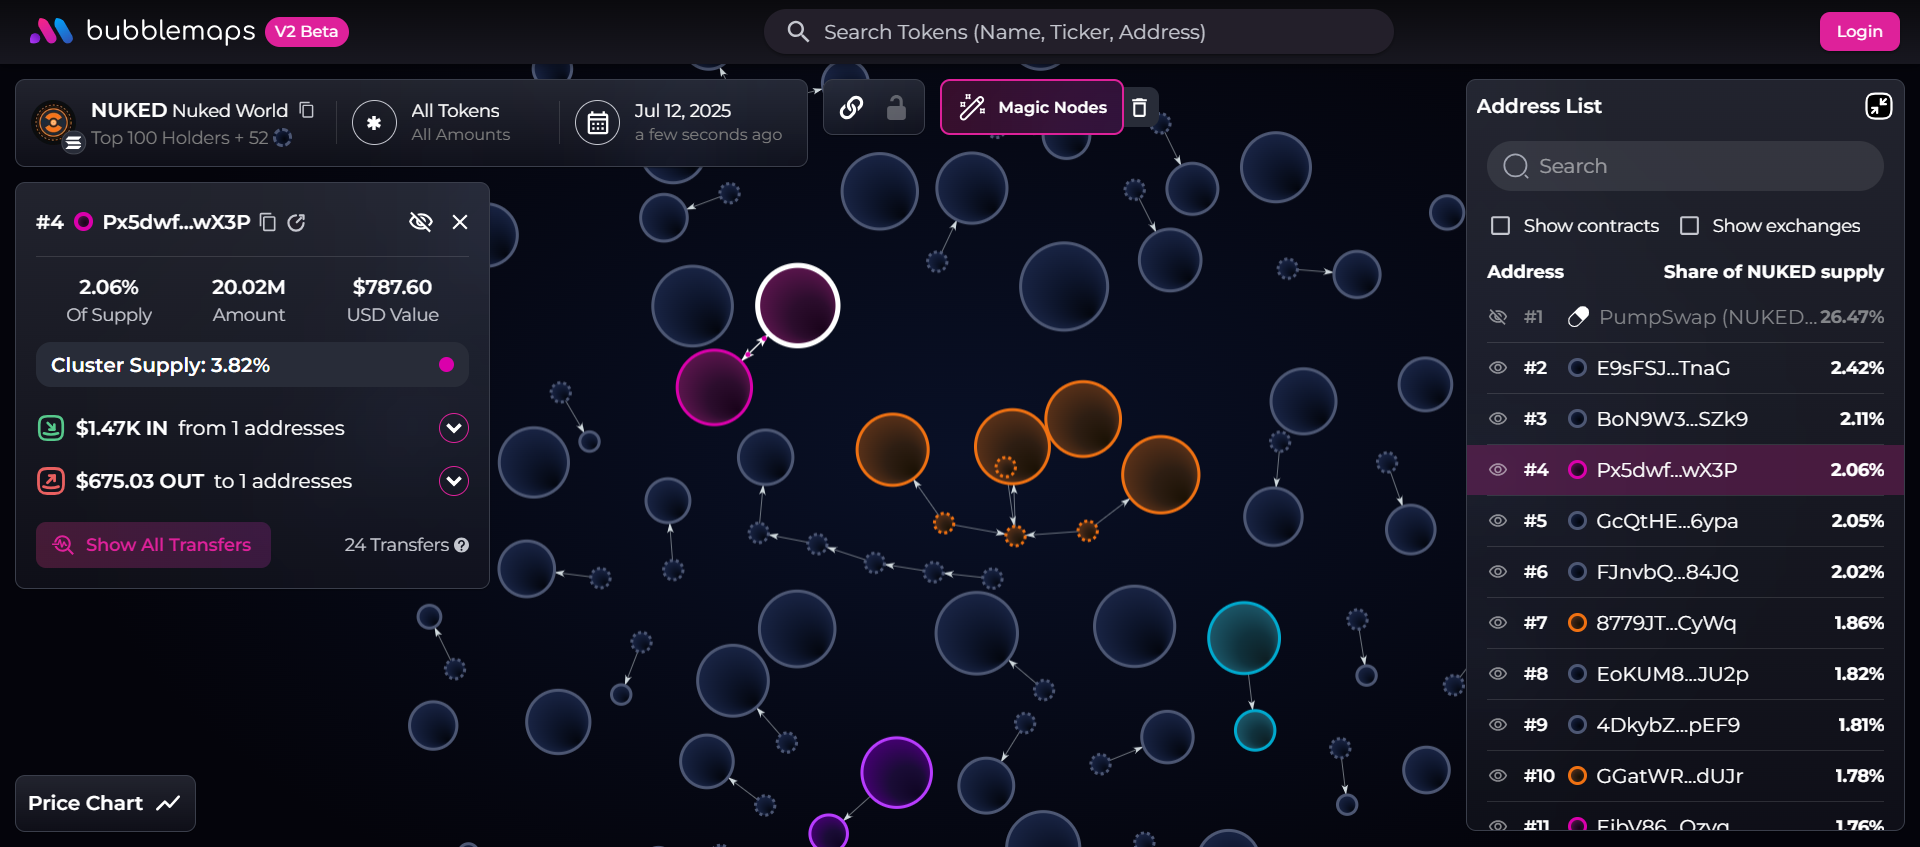 bubblemaps V2 Beta
Search Tokens (Name, Ticker, Address)
Login
NUKED Nuked World
Top 100 Holders + 52
All Tokens
All Amounts
Jul 12, 2025
a few seconds ago
Magic Nodes
#4 Px5dwf...wX3P
2.06% 20.02M $787.60
Of Supply Amount USD Value
Cluster Supply: 3.82%
$1.47K IN from 1 addresses
$675.03 OUT to 1 addresses
Show All Transfers 24 Transfers ?
Price Chart
Address List
Search
Show contracts Show exchanges
Address Share of NUKED supply
#1 PumpSwap (NUKED... 26.47%
#2 E9sFSJ...TnaG 2.42%
#3 BoN9W3...SZk9 2.11%
#4 Px5dwf...wX3P 2.06%
#5 GcQtHE...6ypa 2.05%
#6 FJnvbQ...84JQ 2.02%
#7 8779JT...CyWq 1.86%
#8 EoKUM8...JU2p 1.82%
#9 4DkybZ...pEF9 1.81%
#10 GGatWR...dUJr 1.78%
#11 1.76%